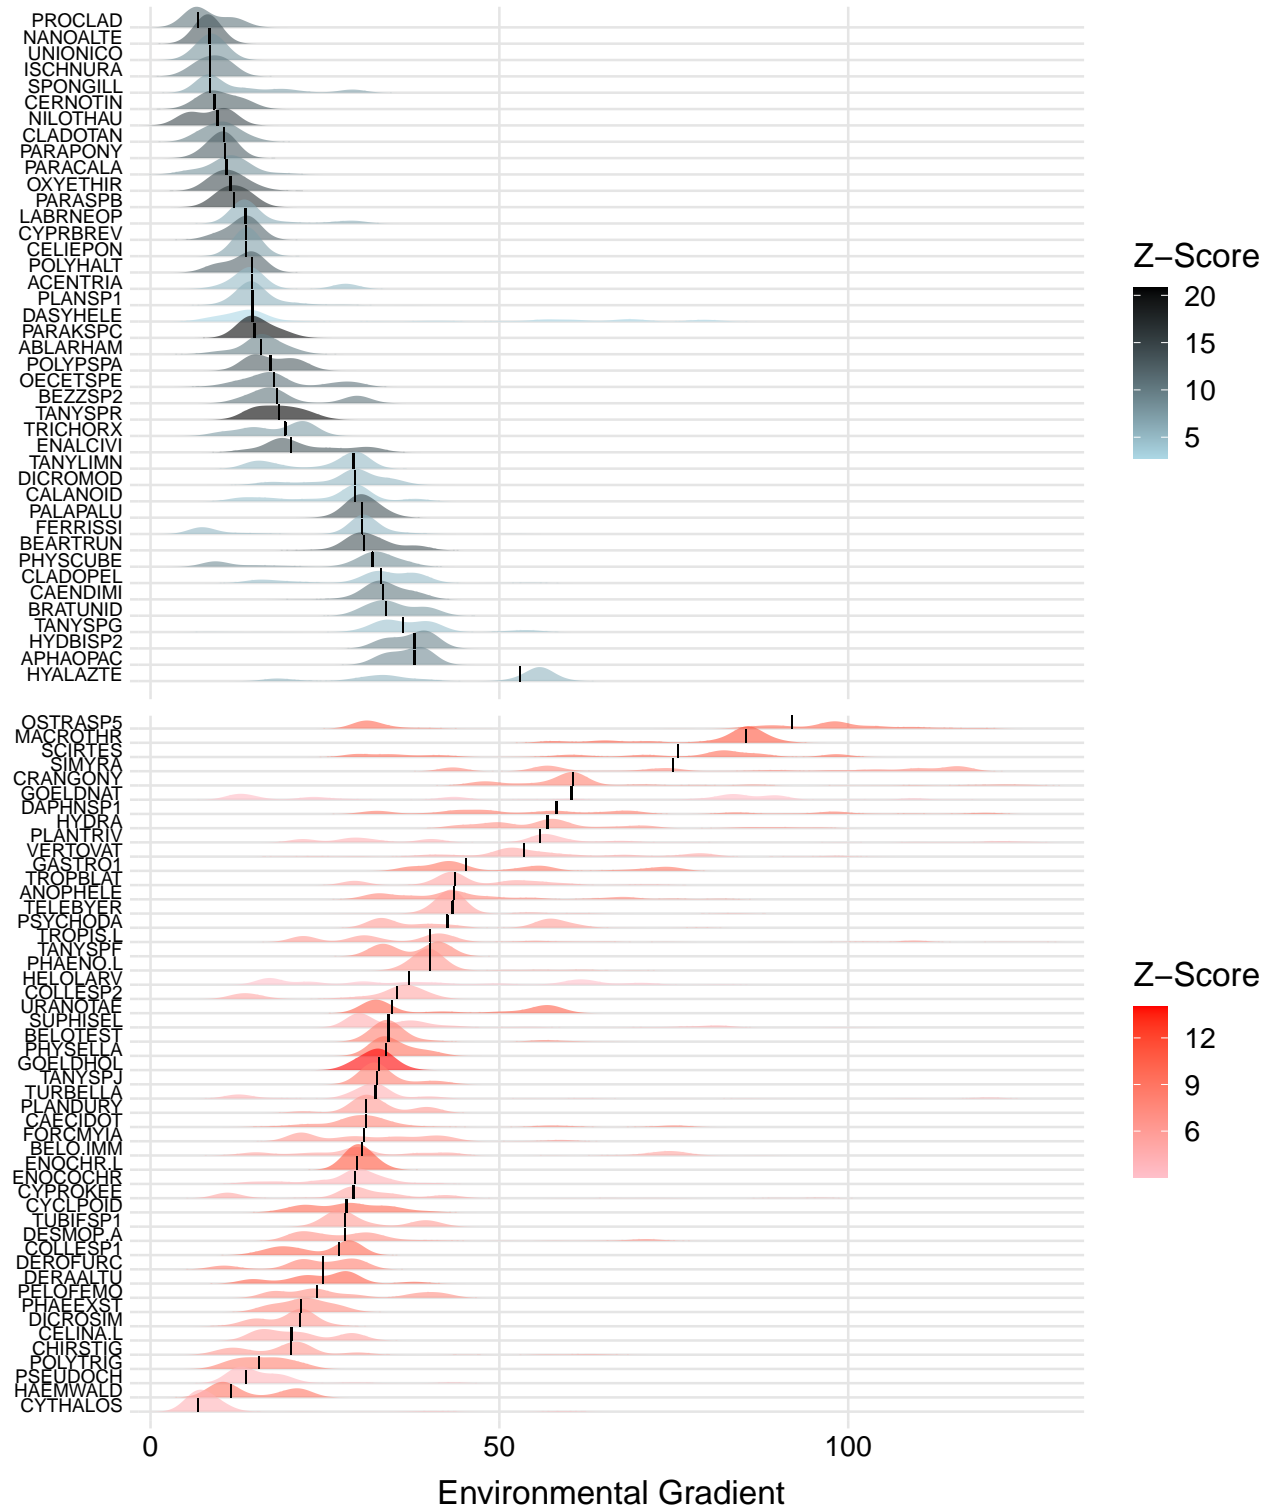 PROCLAD
NANOALTE
UNIONICO
ISCHNURA
SPONGILL
CERNOTIN
NILOTHAU
CLADOTAN
PARAPONY
PARACALA
OXYETHIR
PARASPB
LABRNEOP
CYPRBREV
CELIEPON
POLYHALT
ACENTRIA
PLANSP1
DASYHELE
PARAKSPC
ABLARHAM
POLYPSPA
OECETSPE
BEZZSP2
TANYSPR
TRICHORX
ENALCIVI
TANYLIMN
DICROMOD
CALANOID
PALAPALU
FERRISSI
BEARTRUN
PHYSCUBE
CLADOPEL
CAENDIMI
BRATUNID
TANYSPG
HYDBISP2
APHAOPAC
HYALAZTE
Z−Score
20
15
10
5
OSTRASP5
MACROTHR
SCIRTES
SIMYRA
CRANGONY
GOELDNAT
DAPHNSP1
HYDRA
PLANTRIV
VERTOVAT
GASTRO1
TROPBLAT
ANOPHELE
TELEBYER
PSYCHODA
TROPIS.L
TANYSPF
PHAENO.L
HELOLARV
COLLESP2
URANOTAE
SUPHISEL
BELOTEST
PHYSELLA
GOELDHOL
TANYSPJ
TURBELLA
PLANDURY
CAECIDOT
FORCMYIA
BELO.IMM
ENOCHR.L
ENOCOCHR
CYPROKEE
CYCLPOID
TUBIFSP1
DESMOP.A
COLLESP1
DEROFURC
DERAALTU
PELOFEMO
PHAEEXST
DICROSIM
CELINA.L
CHIRSTIG
POLYTRIG
PSEUDOCH
HAEMWALD
CYTHALOS
Z−Score
12
9
6
0 50 100
Environmental Gradient